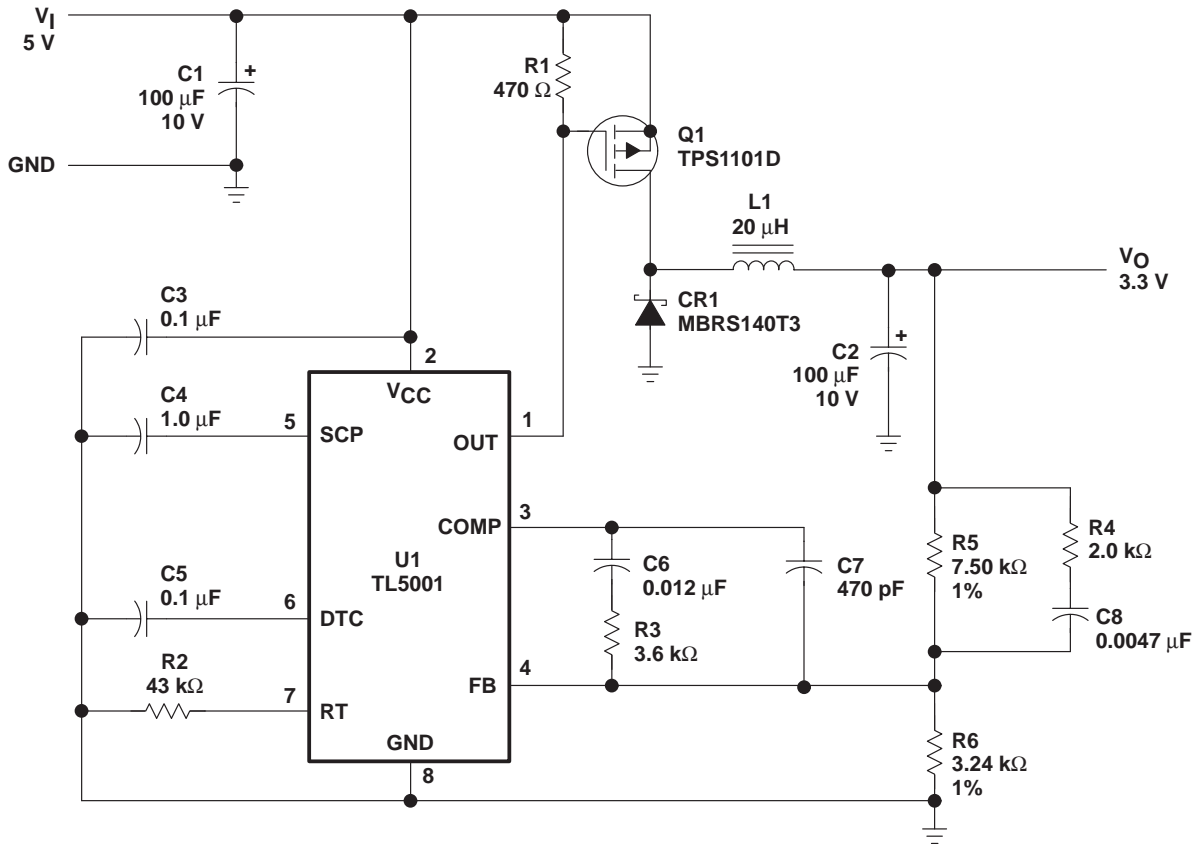 VI
5 V
C1
100 μF
10 V
+
GND
R1
470 Ω
Q1
TPS1101D
L1
20 μH
VO
3.3 V
CR1
MBRS140T3
C2
100 μF
10 V
+
C3
0.1 μF
C4
1.0 μF
C5
0.1 μF
R2
43 kΩ
2
VCC
5
SCP
1
OUT
3
COMP
U1
TL5001
6
DTC
4
FB
7
RT
GND
8
C6
0.012 μF
R3
3.6 kΩ
C7
470 pF
R5
7.50 kΩ
1%
R4
2.0 kΩ
C8
0.0047 μF
R6
3.24 kΩ
1%